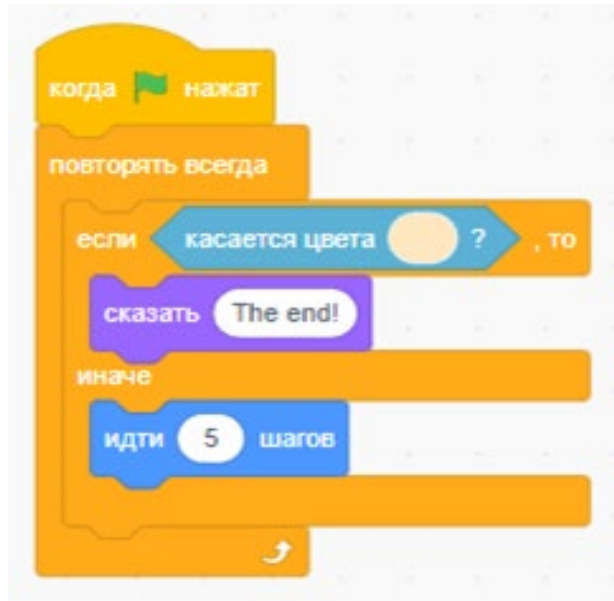 когда нажат
повторять всегда
если касается цвета ? , то
сказать The end!
иначе
идти 5 шагов